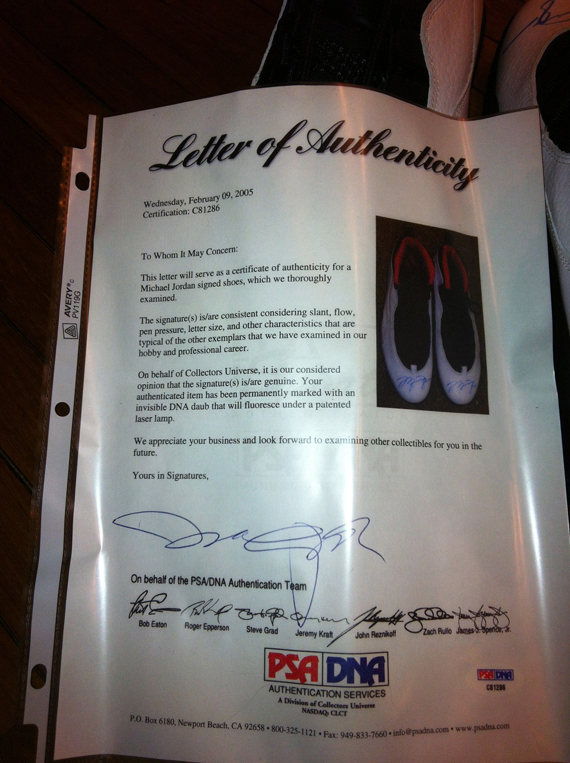 Letter of Authenticity
Wednesday, February 09, 2005
Certification: C81286
To Whom It May Concern:
This letter will serve as a certificate of authenticity for a
Michael Jordan signed shoes, which we thoroughly
examined.
The signature(s) is/are consistent considering slant, flow,
pen pressure, letter size, and other characteristics that are
typical of the other exemplars that we have examined in our
hobby and professional career.
On behalf of Collectors Universe, it is our considered
opinion that the signature(s) is/are genuine. Your
authenticated item has been permanently marked with an
invisible DNA daub that will fluoresce under a patented
laser lamp.
We appreciate your business and look forward to examining other collectibles for you in the
future.
Yours in Signatures,
On behalf of the PSA/DNA Authentication Team
Bob Eaton Roger Epperson Steve Grad Jeremy Kraft John Reznikoff Zach Rullo James J. Spence, Jr.
PSA DNA
AUTHENTICATION SERVICES
A Division of Collectors Universe
NASDAQ: CLCT
PSA DNA
C81286
P.O. Box 6180, Newport Beach, CA 92658 • 800-325-1121 • Fax: 949-833-7660 • info@psadna.com • www.psadna.com
AVERY®
PV119G